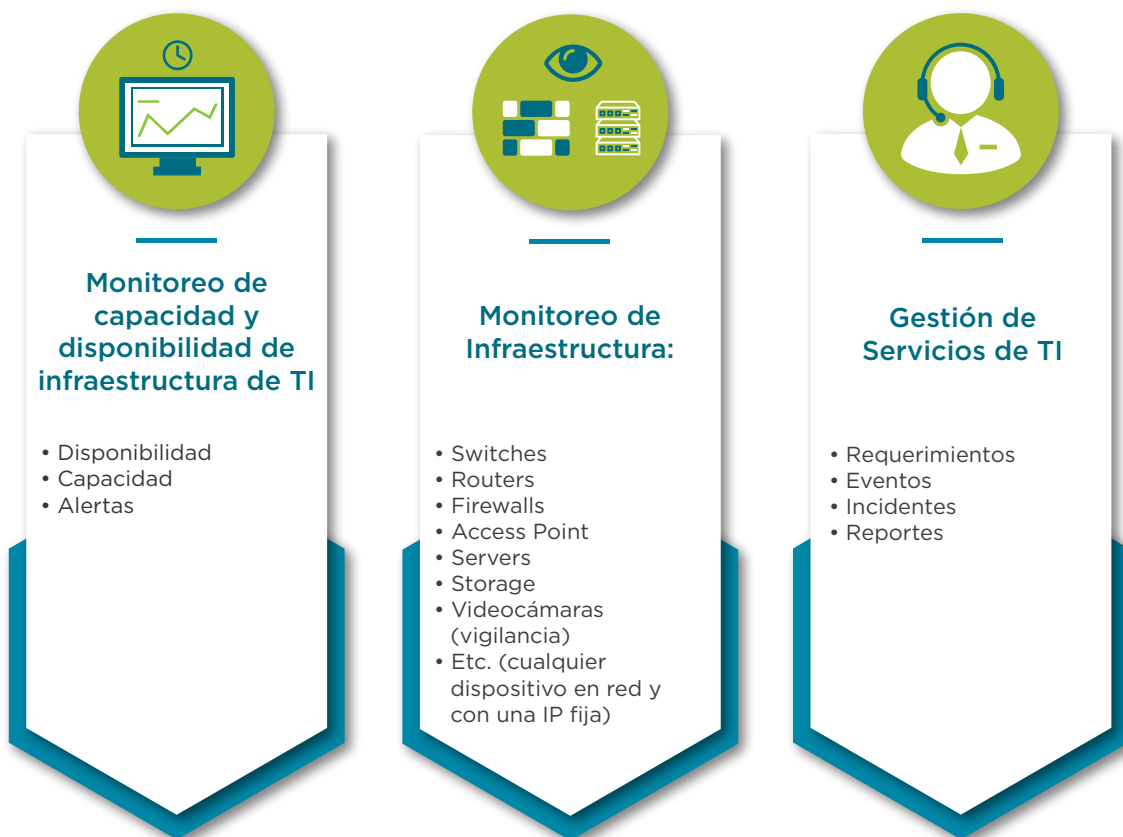 Monitoreo de
capacidad y
disponibilidad de
infraestructura de TI
• Disponibilidad
• Capacidad
• Alertas
Monitoreo de
Infraestructura:
• Switches
• Routers
• Firewalls
• Access Point
• Servers
• Storage
• Videocámaras
(vigilancia)
• Etc. (cualquier
dispositivo en red y
con una IP fija)
Gestión de
Servicios de TI
• Requerimientos
• Eventos
• Incidentes
• Reportes